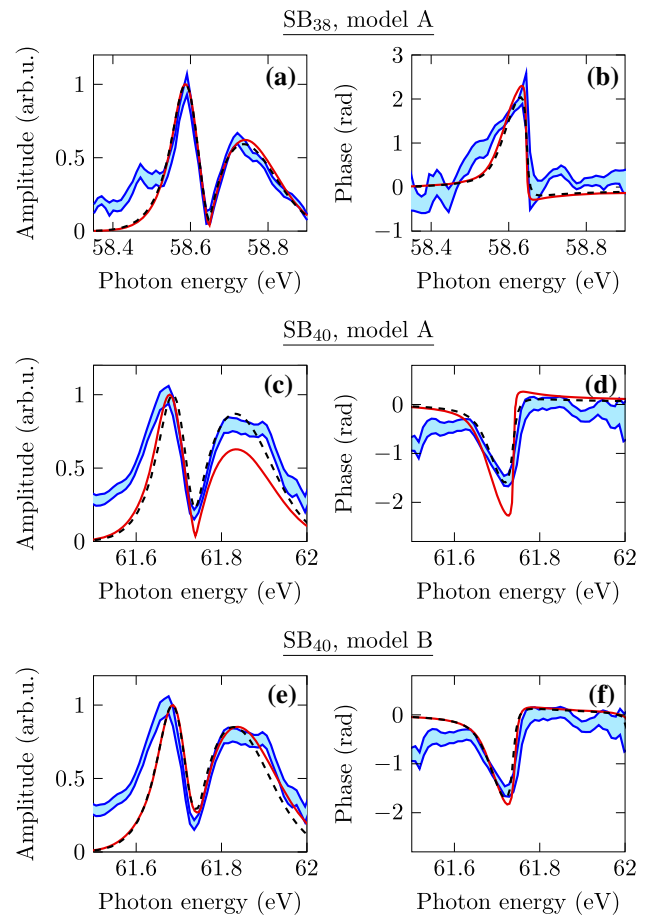 SB38, model A
(a)
Amplitude (arb.u.)
1
0.5
0
58.4 58.6 58.8
Photon energy (eV)
(b)
Phase (rad)
3
2
1
0
−1
58.4 58.6 58.8
Photon energy (eV)
SB40, model A
(c)
Amplitude (arb.u.)
1
0.5
0
61.6 61.8 62
Photon energy (eV)
(d)
Phase (rad)
0
−1
−2
61.6 61.8 62
Photon energy (eV)
SB40, model B
(e)
Amplitude (arb.u.)
1
0.5
0
61.6 61.8 62
Photon energy (eV)
(f)
Phase (rad)
0
−1
−2
61.6 61.8 62
Photon energy (eV)